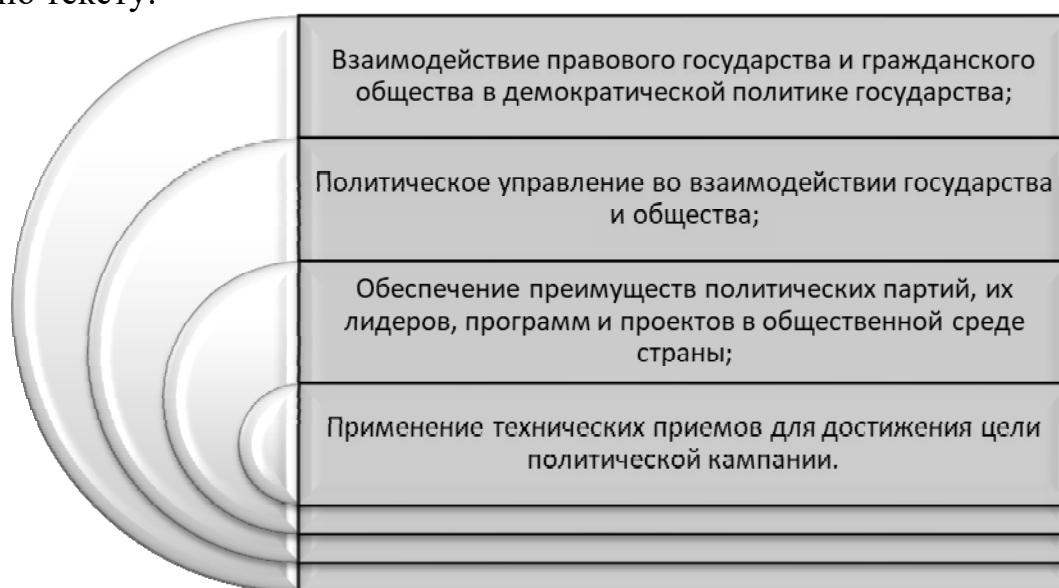 по тексту:
Взаимодействие правового государства и гражданского
общества в демократической политике государства;
Политическое управление во взаимодействии государства
и общества;
Обеспечение преимуществ политических партий, их
лидеров, программ и проектов в общественной среде
страны;
Применение технических приемов для достижения цели
политической кампании.